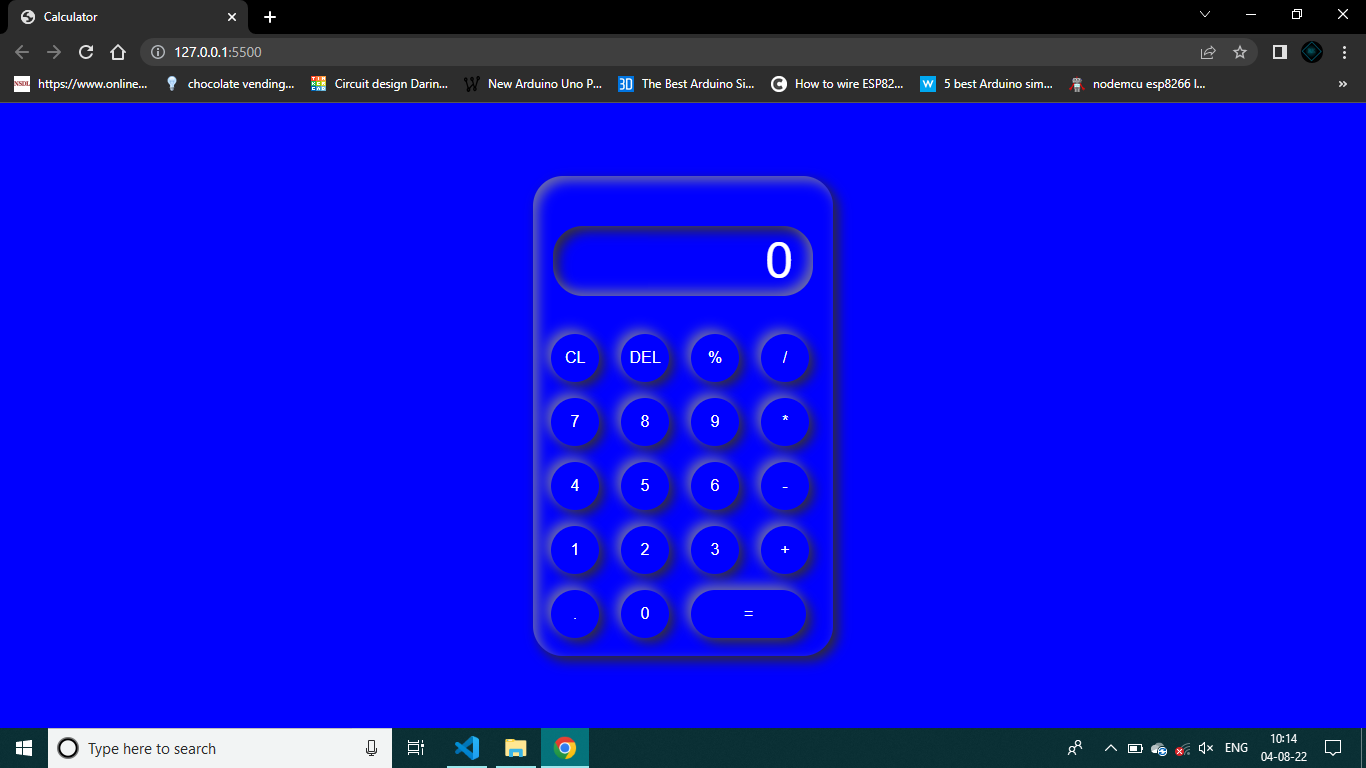 Calculator
127.0.0.1:5500
NSDL https://www.online... chocolate vending... Circuit design Darin... New Arduino Uno P... 3D The Best Arduino Si... How to wire ESP82... W 5 best Arduino sim... nodemcu esp8266 l... »
0
CL DEL % /
7 8 9 *
4 5 6 -
1 2 3 +
. 0 =
Type here to search ENG 10:14
04-08-22